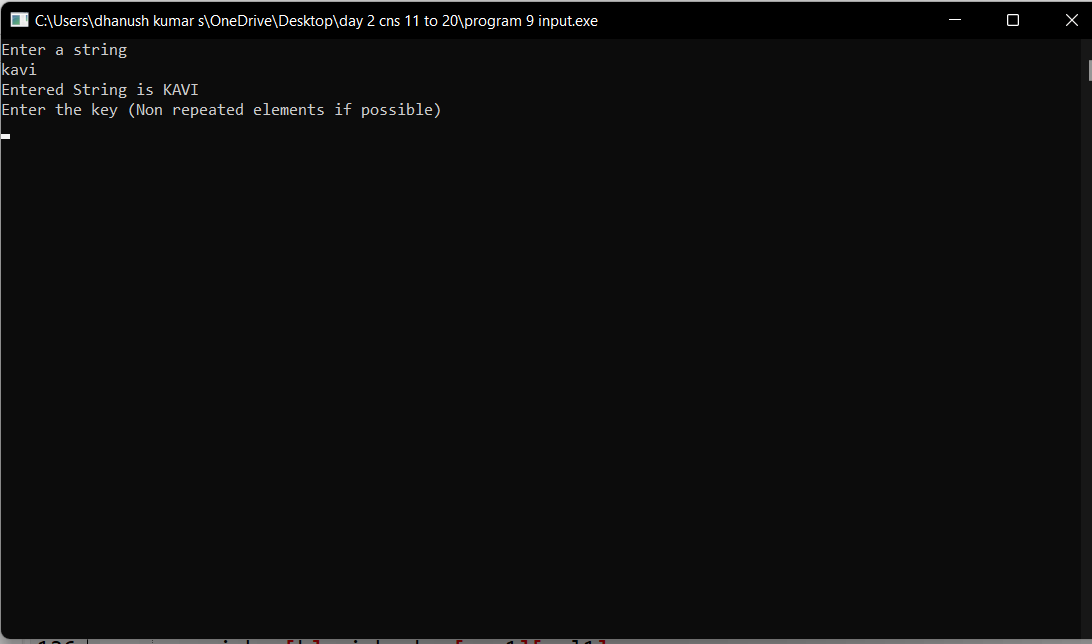 C:\Users\dhanush kumar s\OneDrive\Desktop\day 2 cns 11 to 20\program 9 input.exe
Enter a string
kavi
Entered String is KAVI
Enter the key (Non repeated elements if possible)